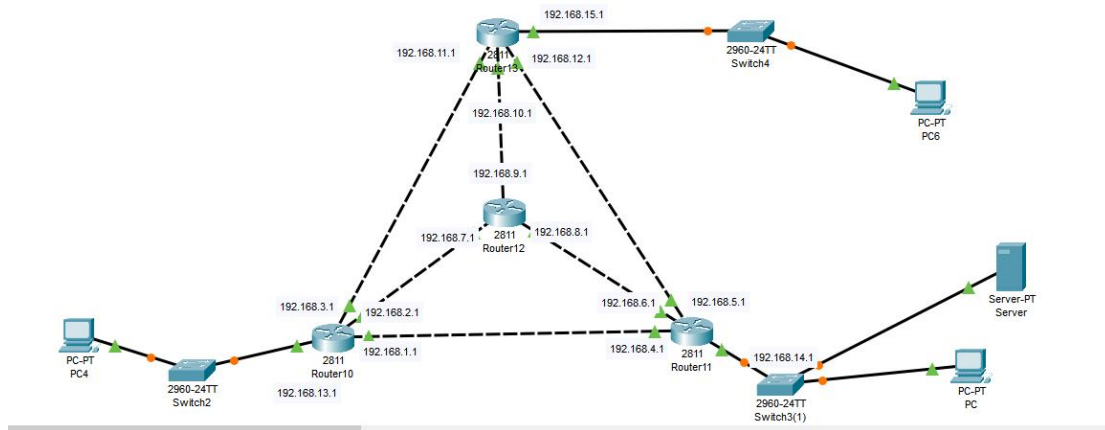 192.168.15.1
192.168.11.1
2811
Router13
192.168.12.1
2960-24TT
Switch4
192.168.10.1
PC-PT
PC6
192.168.9.1
192.168.7.1
2811
Router12
192.168.8.1
192.168.3.1
192.168.2.1
192.168.6.1
192.168.5.1
Server-PT
Server
PC-PT
PC4
2811
Router10
192.168.1.1
192.168.4.1
2811
Router11
192.168.14.1
2960-24TT
Switch2
192.168.13.1
2960-24TT
Switch3(1)
PC-PT
PC